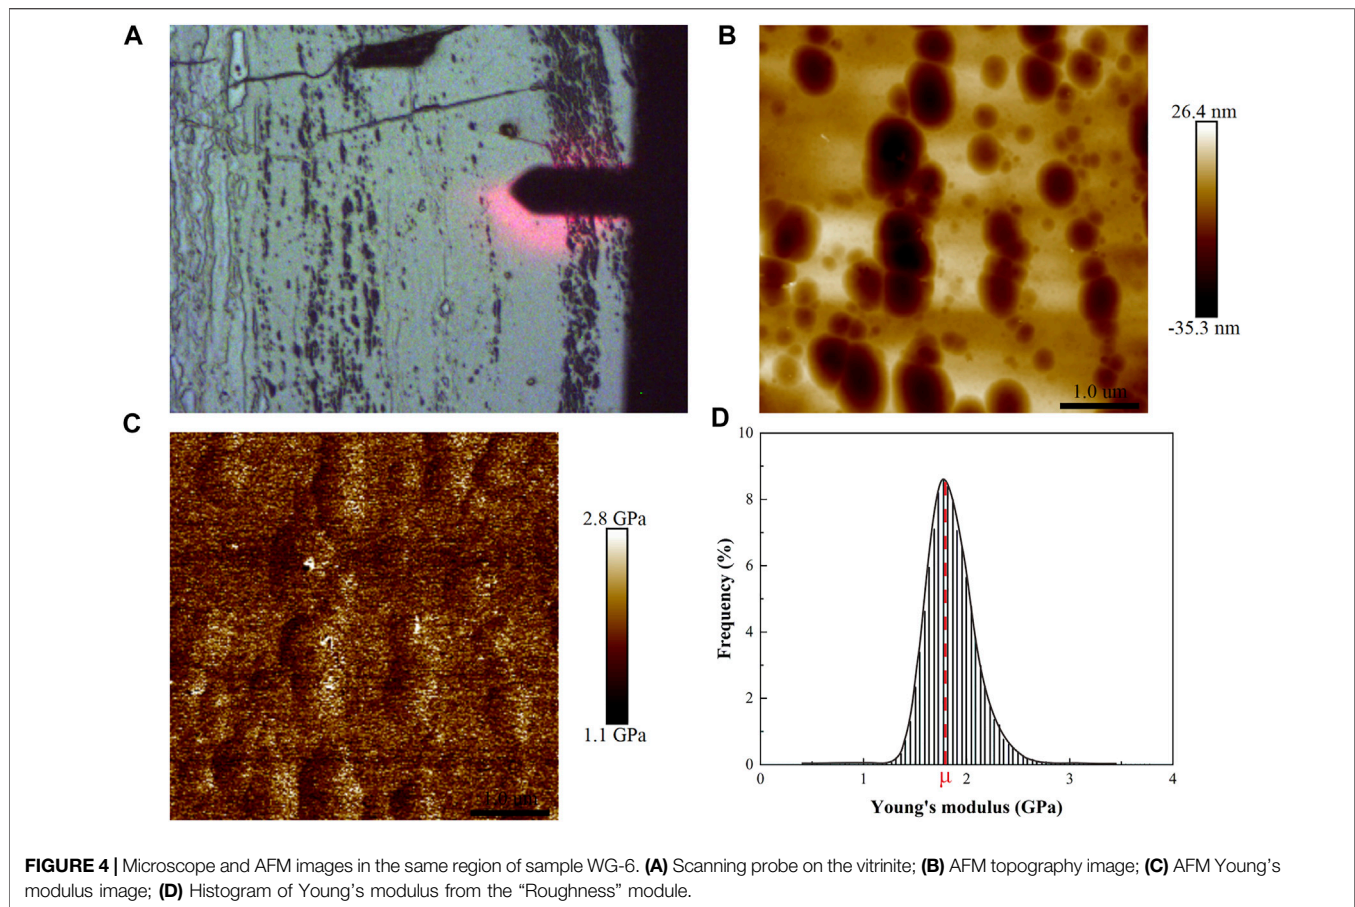 A
B
26.4 nm
-35.3 nm
1.0 um
C
2.8 GPa
1.1 GPa
1.0 um
D
10
8
6
4
2
0
Frequency (%)
0
1
μ
2
3
4
Young's modulus (GPa)
FIGURE 4 | Microscope and AFM images in the same region of sample WG-6. (A) Scanning probe on the vitrinite; (B) AFM topography image; (C) AFM Young's
modulus image; (D) Histogram of Young's modulus from the “Roughness” module.